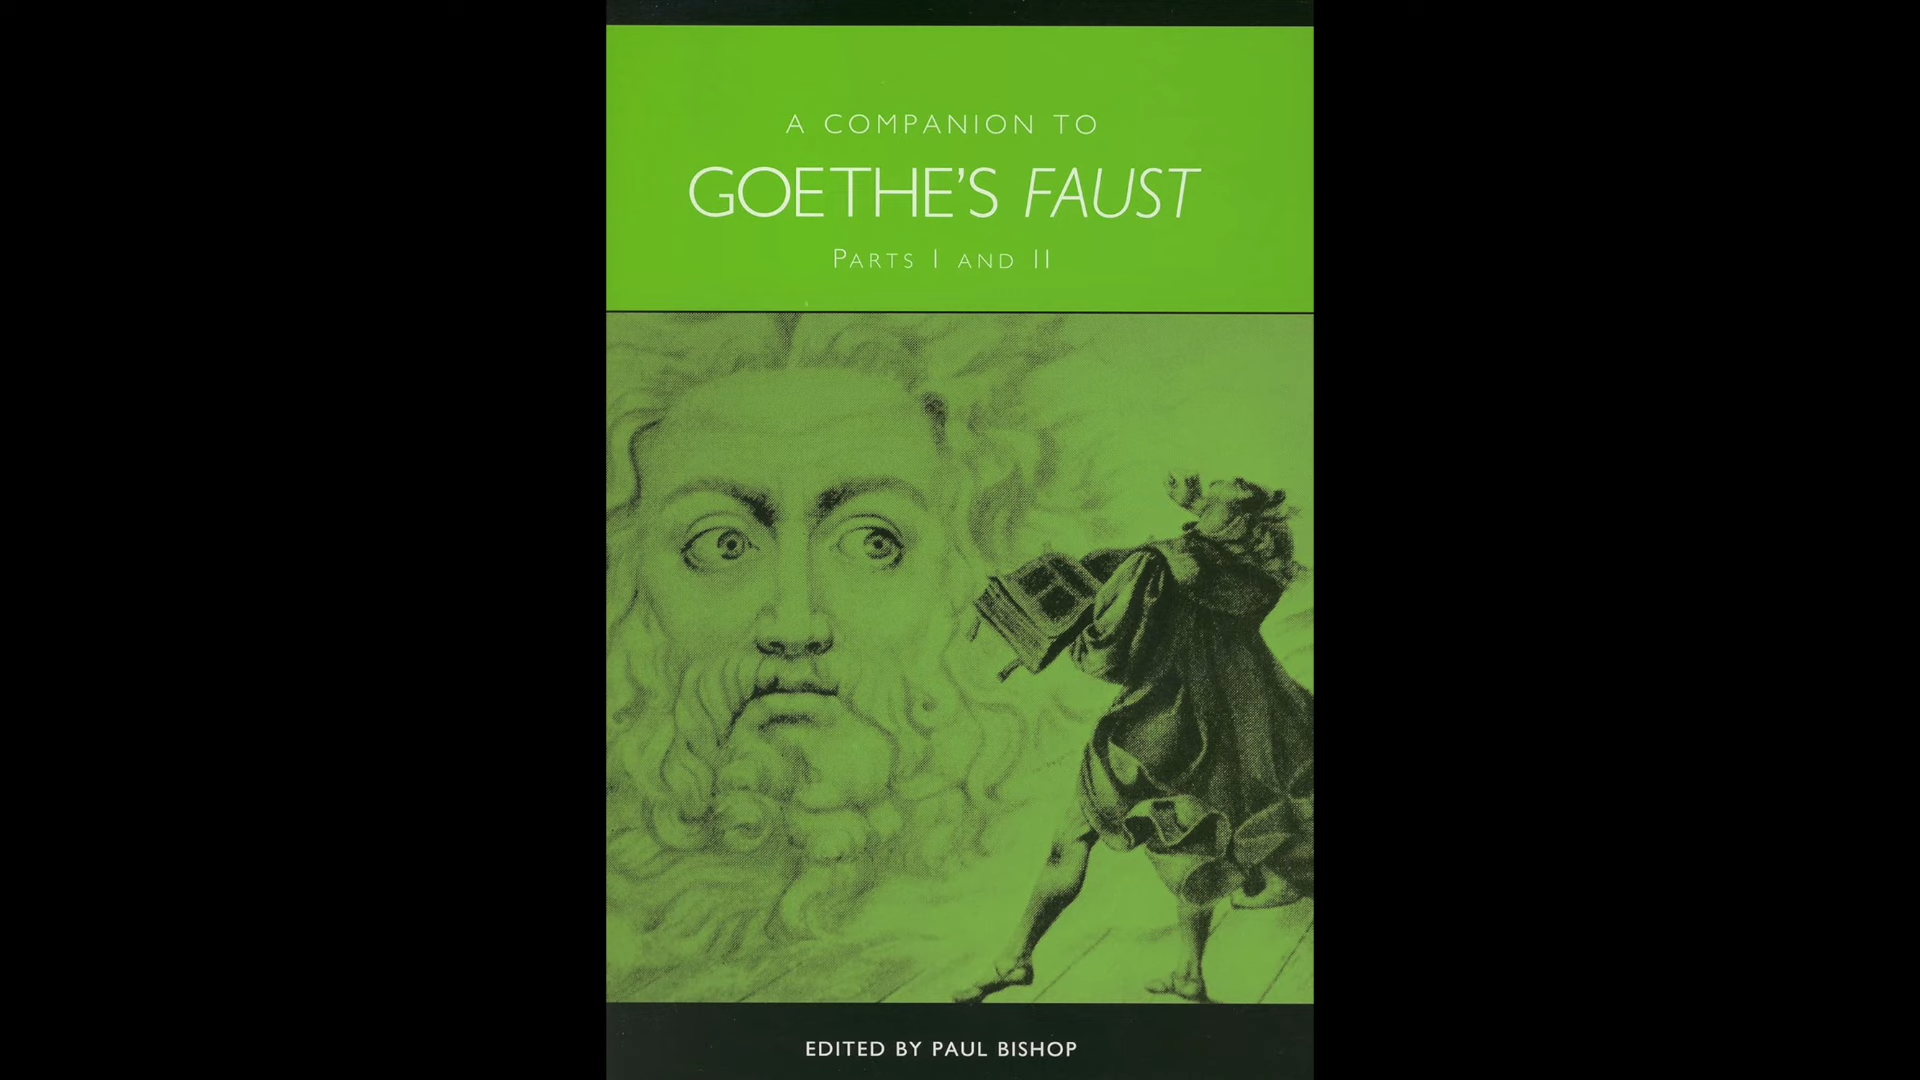 A COMPANION TO
GOETHE'S FAUST
PARTS I AND II
EDITED BY PAUL BISHOP